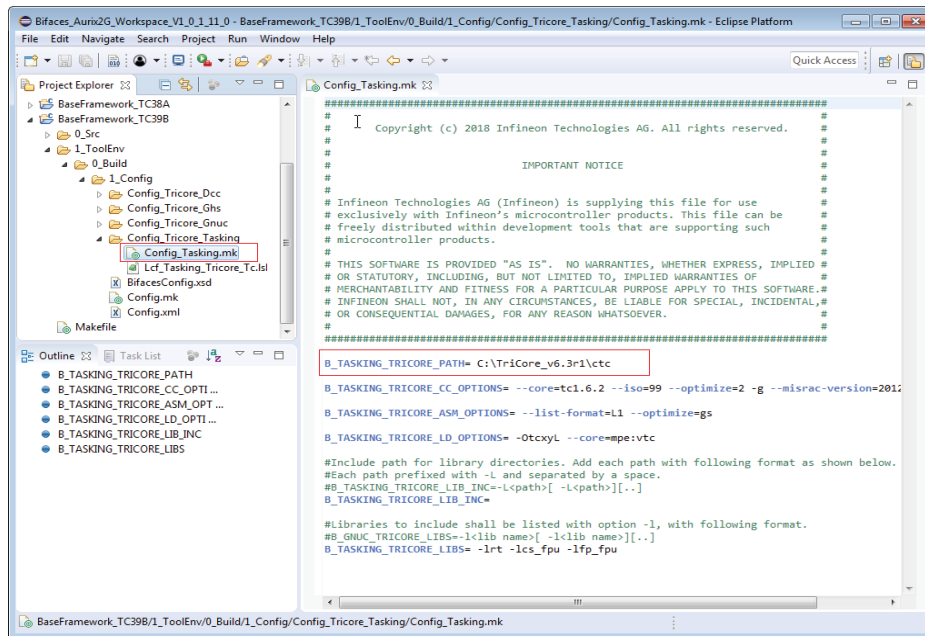 Bifaces_Aurix2G_Workspace_V1_0_1_11_0 - BaseFramework_TC39B/1_ToolEnv/0_Build/1_Config/Config_Tricore_Tasking/Config_Tasking.mk - Eclipse Platform
File Edit Navigate Search Project Run Window Help
Quick Access
Project Explorer
BaseFramework_TC38A
BaseFramework_TC39B
0_Src
1_ToolEnv
0_Build
1_Config
Config_Tricore_Dcc
Config_Tricore_Ghs
Config_Tricore_Gnuc
Config_Tricore_Tasking
Config_Tasking.mk
Lcf_Tasking_Tricore_Tc.lsl
BifacesConfig.xsd
Config.mk
Config.xml
Makefile
Outline Task List
B_TASKING_TRICORE_PATH
B_TASKING_TRICORE_CC_OPTI ...
B_TASKING_TRICORE_ASM_OPT ...
B_TASKING_TRICORE_LD_OPTI ...
B_TASKING_TRICORE_LIB_INC
B_TASKING_TRICORE_LIBS
Config_Tasking.mk
###############################################################################
# #
# Copyright (c) 2018 Infineon Technologies AG. All rights reserved. #
# #
# #
# IMPORTANT NOTICE #
# #
# #
# Infineon Technologies AG (Infineon) is supplying this file for use #
# exclusively with Infineon's microcontroller products. This file can be #
# freely distributed within development tools that are supporting such #
# microcontroller products. #
# #
# THIS SOFTWARE IS PROVIDED "AS IS". NO WARRANTIES, WHETHER EXPRESS, IMPLIED #
# OR STATUTORY, INCLUDING, BUT NOT LIMITED TO, IMPLIED WARRANTIES OF #
# MERCHANTABILITY AND FITNESS FOR A PARTICULAR PURPOSE APPLY TO THIS SOFTWARE.#
# INFINEON SHALL NOT, IN ANY CIRCUMSTANCES, BE LIABLE FOR SPECIAL, INCIDENTAL,#
# OR CONSEQUENTIAL DAMAGES, FOR ANY REASON WHATSOEVER. #
# #
###############################################################################
B_TASKING_TRICORE_PATH= C:\TriCore_v6.3r1\ctc
B_TASKING_TRICORE_CC_OPTIONS= --core=tc1.6.2 --iso=99 --optimize=2 -g --misrac-version=2012
B_TASKING_TRICORE_ASM_OPTIONS= --list-format=L1 --optimize=gs
B_TASKING_TRICORE_LD_OPTIONS= -OtcxyL --core=mpe:vtc
#Include path for library directories. Add each path with following format as shown below.
#Each path prefixed with -L and separated by a space.
#B_TASKING_TRICORE_LIB_INC=-L<path>[ -L<path>][..]
B_TASKING_TRICORE_LIB_INC=
#Libraries to include shall be listed with option -l, with following format.
#B_GNUC_TRICORE_LIBS=-l<lib name>[ -l<lib name>][..]
B_TASKING_TRICORE_LIBS= -lrt -lcs_fpu -lfp_fpu
BaseFramework_TC39B/1_ToolEnv/0_Build/1_Config/Config_Tricore_Tasking/Config_Tasking.mk